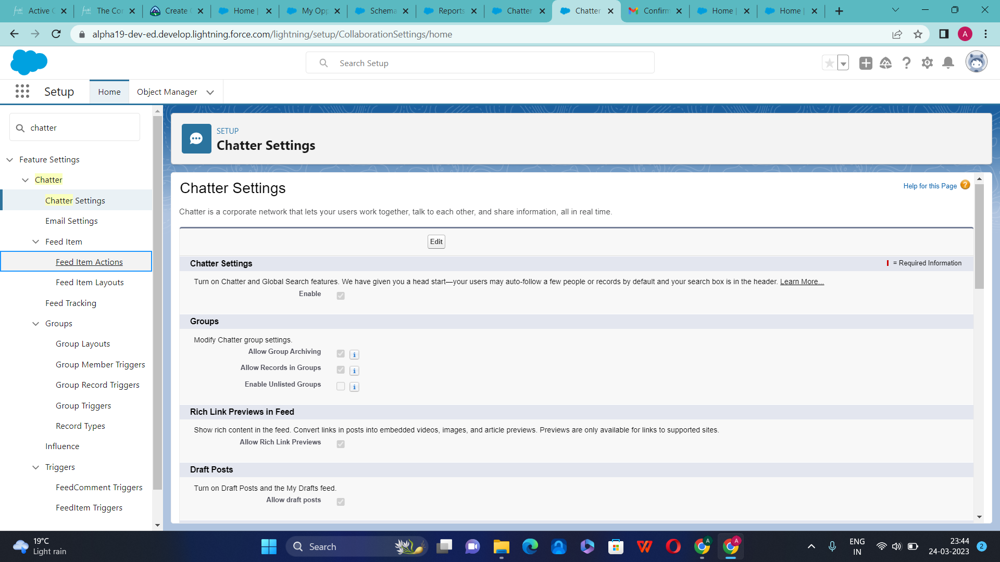 Active C
The Cor
Create
Home |
My Opp
Schema
Reports
Chatter
Chatter
Confirm
Home |
Home |
alpha19-dev-ed.develop.lightning.force.com/lightning/setup/CollaborationSettings/home
A
Search Setup
Setup
Home
Object Manager
chatter
Feature Settings
Chatter
Chatter Settings
Email Settings
Feed Item
Feed Item Actions
Feed Item Layouts
Feed Tracking
Groups
Group Layouts
Group Member Triggers
Group Record Triggers
Group Triggers
Record Types
Influence
Triggers
FeedComment Triggers
FeedItem Triggers
SETUP
Chatter Settings
Chatter Settings
Help for this Page ?
Chatter is a corporate network that lets your users work together, talk to each other, and share information, all in real time.
Edit
Chatter Settings
= Required Information
Turn on Chatter and Global Search features. We have given you a head start—your users may auto-follow a few people or records by default and your search box is in the header. Learn More...
Enable
Groups
Modify Chatter group settings.
Allow Group Archiving i
Allow Records in Groups i
Enable Unlisted Groups i
Rich Link Previews in Feed
Show rich content in the feed. Convert links in posts into embedded videos, images, and article previews. Previews are only available for links to supported sites.
Allow Rich Link Previews
Draft Posts
Turn on Draft Posts and the My Drafts feed.
Allow draft posts
19°C
Light rain
Search
A
A
ENG
IN
23:44
24-03-2023
2